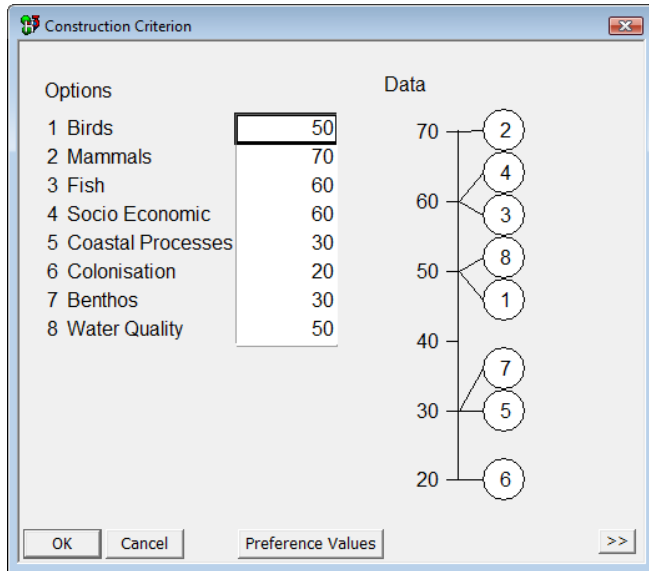 Construction Criterion
Options
1 Birds 50
2 Mammals 70
3 Fish 60
4 Socio Economic 60
5 Coastal Processes 30
6 Colonisation 20
7 Benthos 30
8 Water Quality 50
Data
70 2
4
60
3
8
50
1
40
7
30 5
20 6
OK Cancel Preference Values >>